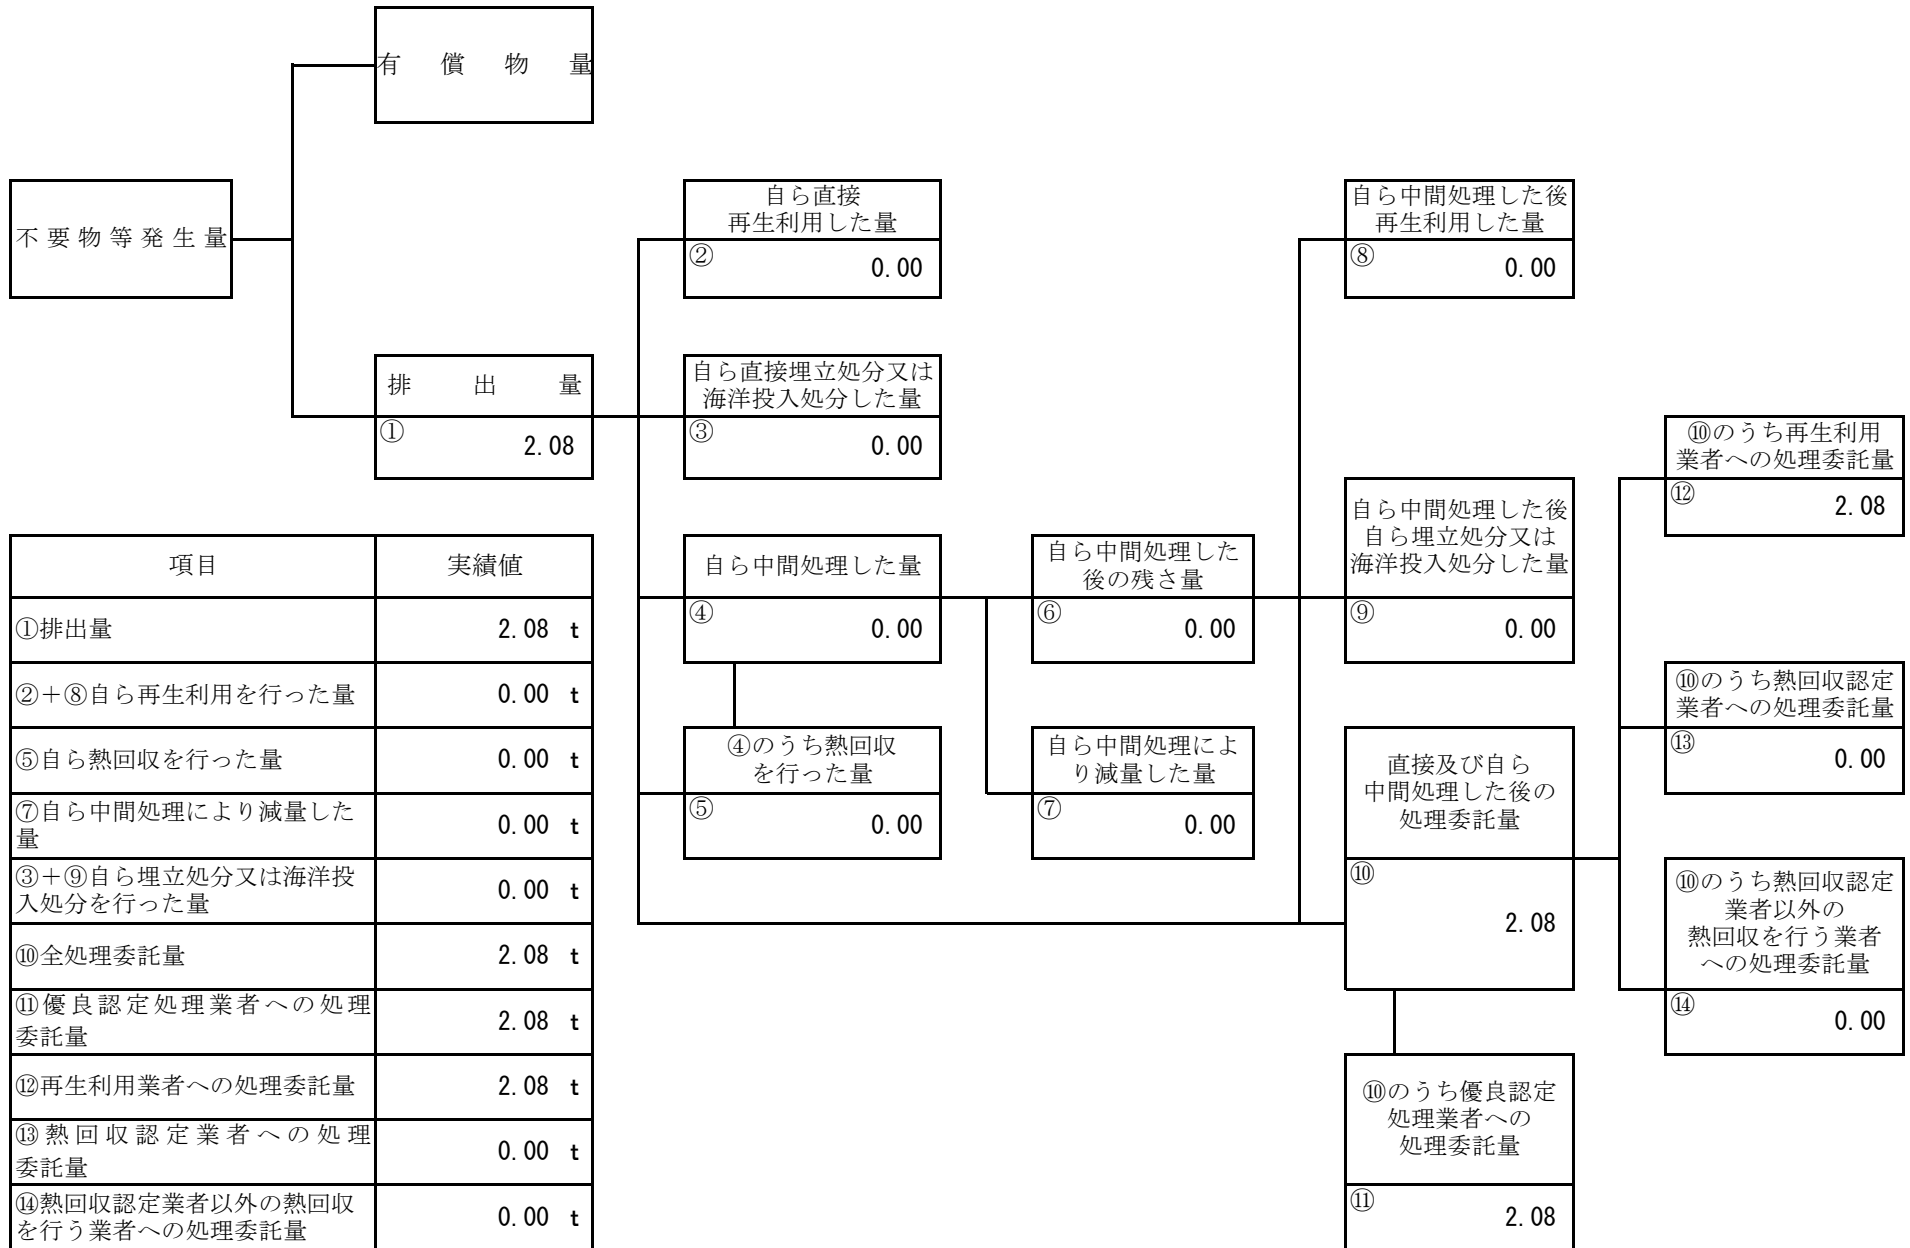 有償物量
不要物等発生量
排出量
①
2.08
自ら直接
再生利用した量
②
0.00
自ら直接埋立処分又は
海洋投入処分した量
③
0.00
自ら中間処理した量
④
0.00
④のうち熱回収
を行った量
⑤
0.00
自ら中間処理した
後の残さ量
⑥
0.00
自ら中間処理によ
り減量した量
⑦
0.00
自ら中間処理した後
再生利用した量
⑧
0.00
自ら中間処理した後
自ら埋立処分又は
海洋投入処分した量
⑨
0.00
直接及び自ら
中間処理した後の
処理委託量
⑩
2.08
⑩のうち優良認定
処理業者への
処理委託量
⑪
2.08
⑩のうち再生利用
業者への処理委託量
⑫
2.08
⑩のうち熱回収認定
業者への処理委託量
⑬
0.00
⑩のうち熱回収認定
業者以外の
熱回収を行う業者
への処理委託量
⑭
0.00
項目 実績値
①排出量 2.08 t
②+⑧自ら再生利用を行った量 0.00 t
⑤自ら熱回収を行った量 0.00 t
⑦自ら中間処理により減量した
量 0.00 t
③+⑨自ら埋立処分又は海洋投
入処分を行った量 0.00 t
⑩全処理委託量 2.08 t
⑪優良認定処理業者への処理
委託量 2.08 t
⑫再生利用業者への処理委託量 2.08 t
⑬熱回収認定業者への処理
委託量 0.00 t
⑭熱回収認定業者以外の熱回収
を行う業者への処理委託量 0.00 t